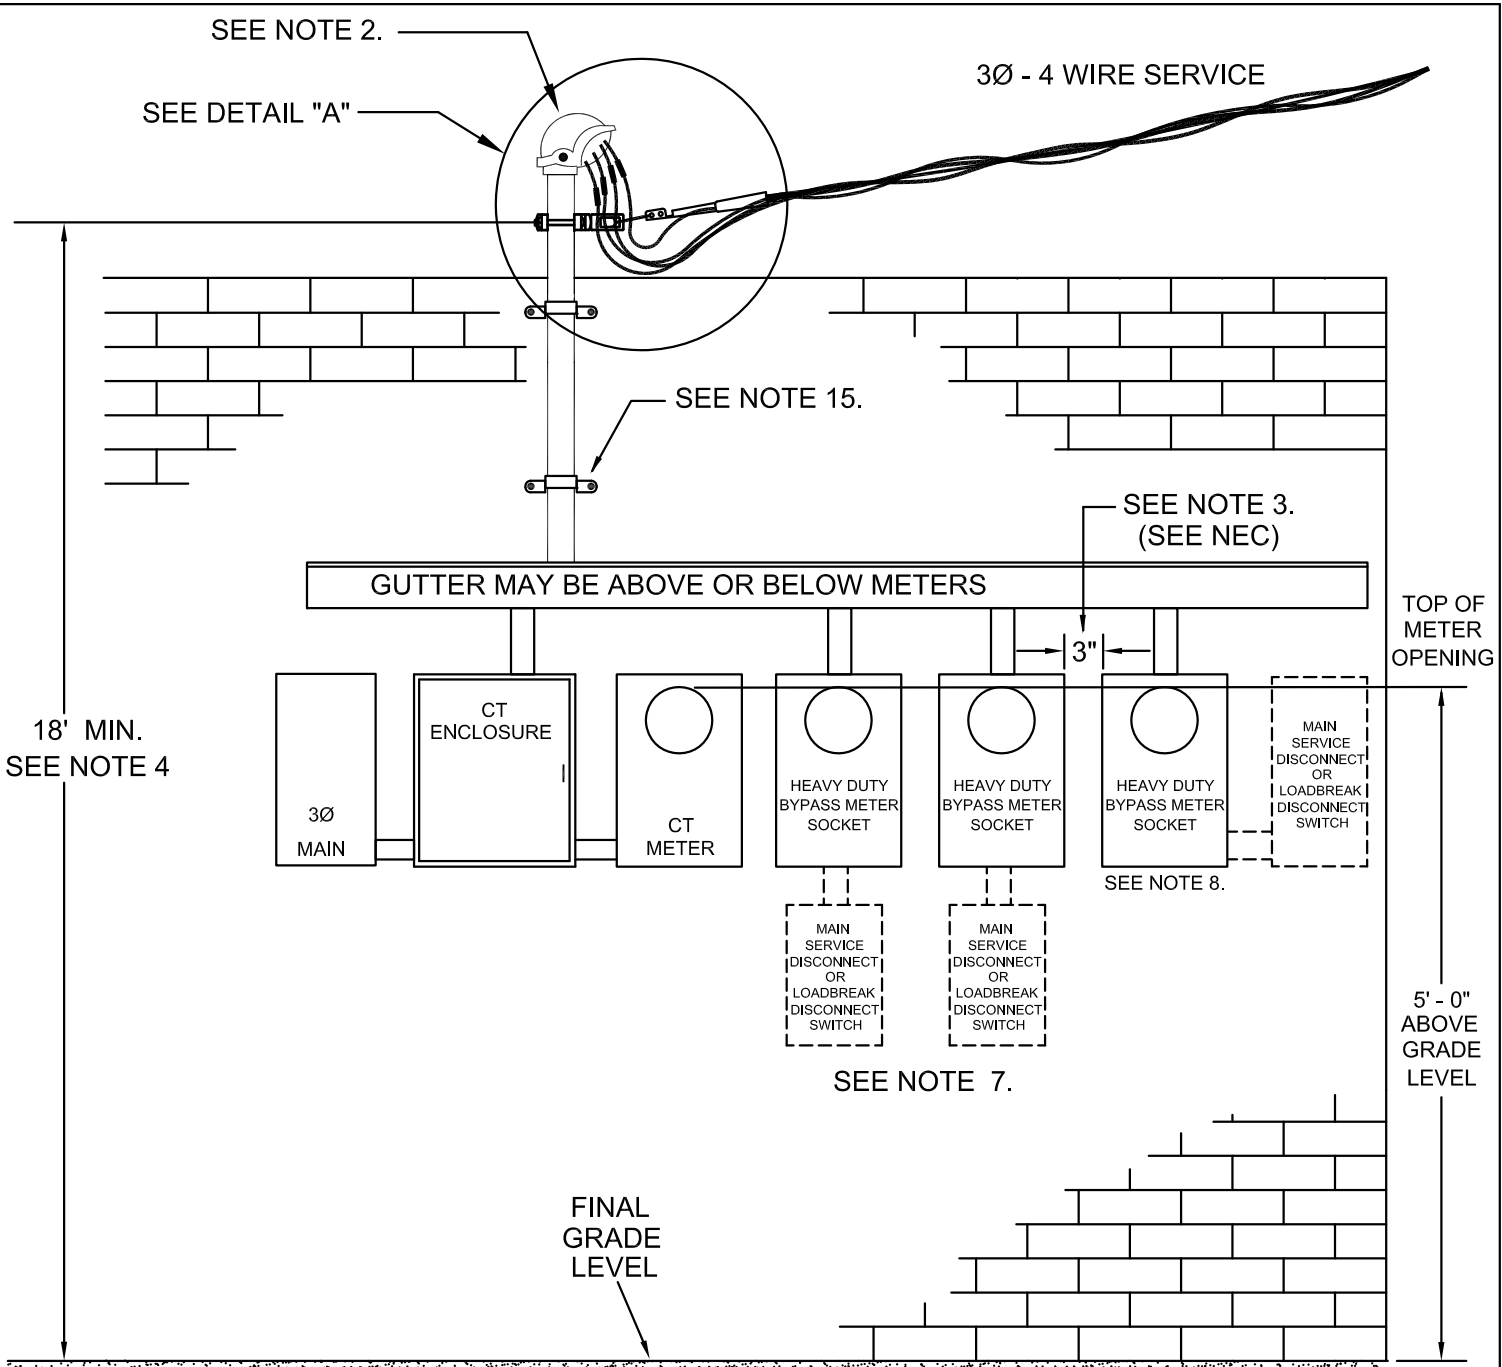 SEE NOTE 2.
3Ø - 4 WIRE SERVICE
SEE DETAIL "A"
SEE NOTE 15.
SEE NOTE 3.
(SEE NEC)
GUTTER MAY BE ABOVE OR BELOW METERS
TOP OF
METER
OPENING
3"
18' MIN.
SEE NOTE 4
3Ø
MAIN
CT
ENCLOSURE
CT
METER
HEAVY DUTY
BYPASS METER
SOCKET
HEAVY DUTY
BYPASS METER
SOCKET
HEAVY DUTY
BYPASS METER
SOCKET
MAIN
SERVICE
DISCONNECT
OR
LOADBREAK
DISCONNECT
SWITCH
SEE NOTE 8.
MAIN
SERVICE
DISCONNECT
OR
LOADBREAK
DISCONNECT
SWITCH
MAIN
SERVICE
DISCONNECT
OR
LOADBREAK
DISCONNECT
SWITCH
SEE NOTE 7.
5' - 0"
ABOVE
GRADE
LEVEL
FINAL
GRADE
LEVEL